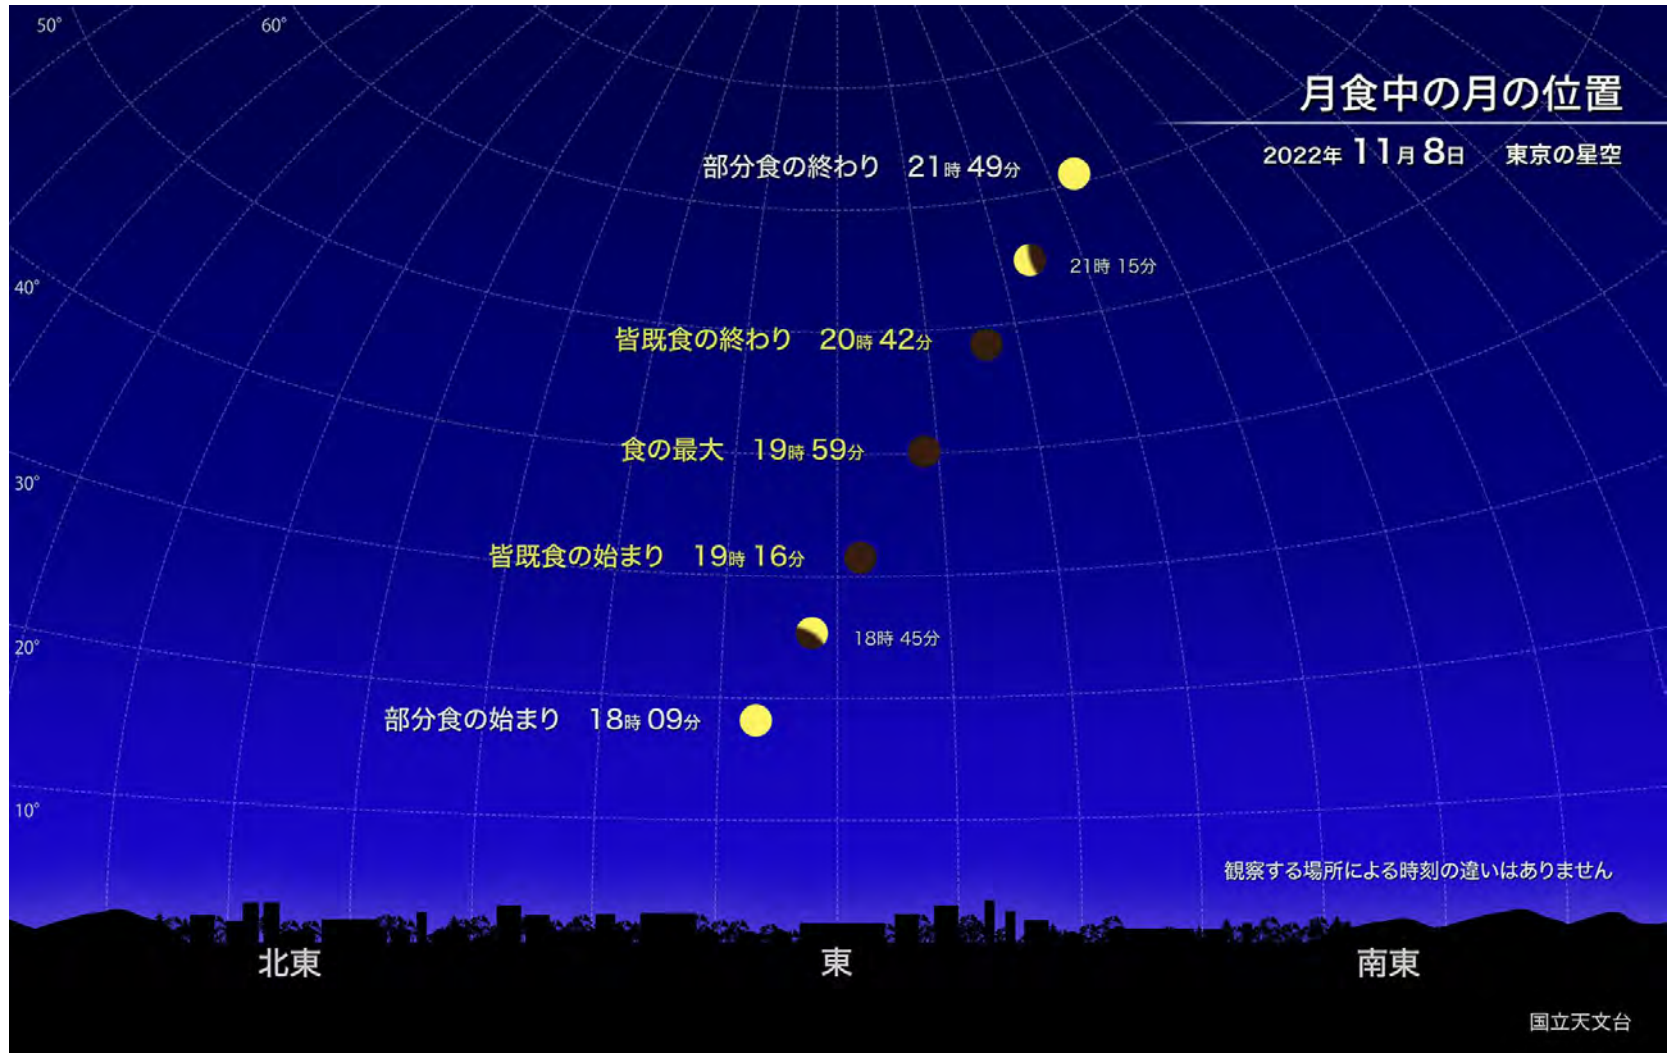 50°
60°
月食中の月の位置
2022年 11月 8日 東京の星空
部分食の終わり 21時 49分
21時 15分
40°
皆既食の終わり 20時 42分
食の最大 19時 59分
30°
皆既食の始まり 19時 16分
18時 45分
20°
部分食の始まり 18時 09分
10°
観察する場所による時刻の違いはありません
北東
東
南東
国立天文台